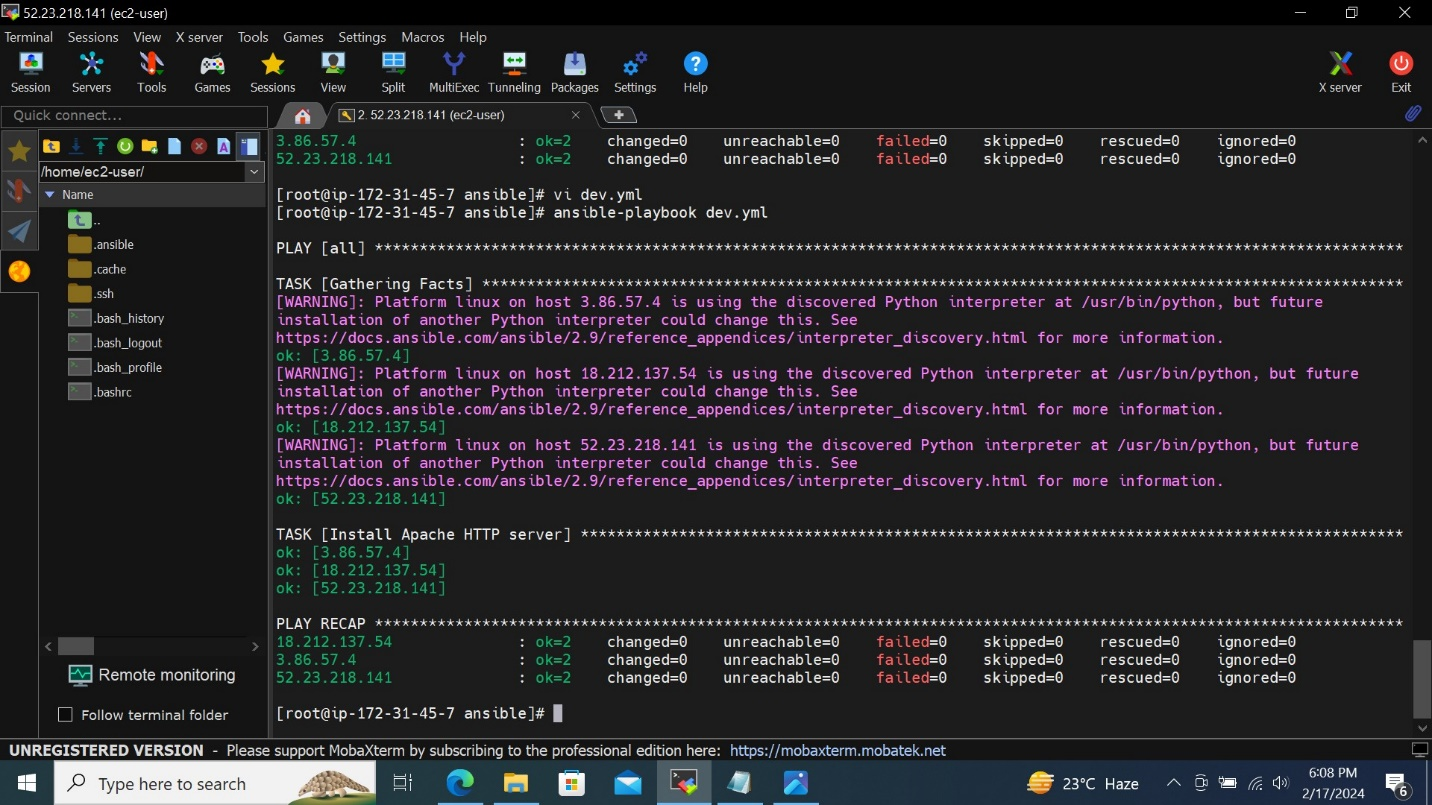 52.23.218.141 (ec2-user)
Terminal Sessions View X server Tools Games Settings Macros Help
Session Servers Tools Games Sessions View Split MultiExec Tunneling Packages Settings Help X server Exit
Quick connect...
2. 52.23.218.141 (ec2-user)
/home/ec2-user/
Name
..
.ansible
.cache
.ssh
.bash_history
.bash_logout
.bash_profile
.bashrc
Remote monitoring
Follow terminal folder
3.86.57.4 : ok=2 changed=0 unreachable=0 failed=0 skipped=0 rescued=0 ignored=0
52.23.218.141 : ok=2 changed=0 unreachable=0 failed=0 skipped=0 rescued=0 ignored=0
[root@ip-172-31-45-7 ansible]# vi dev.yml
[root@ip-172-31-45-7 ansible]# ansible-playbook dev.yml
PLAY [all] *******************************************************************************************************************
TASK [Gathering Facts] *******************************************************************************************************
[WARNING]: Platform linux on host 3.86.57.4 is using the discovered Python interpreter at /usr/bin/python, but future
installation of another Python interpreter could change this. See
https://docs.ansible.com/ansible/2.9/reference_appendices/interpreter_discovery.html for more information.
ok: [3.86.57.4]
[WARNING]: Platform linux on host 18.212.137.54 is using the discovered Python interpreter at /usr/bin/python, but future
installation of another Python interpreter could change this. See
https://docs.ansible.com/ansible/2.9/reference_appendices/interpreter_discovery.html for more information.
ok: [18.212.137.54]
[WARNING]: Platform linux on host 52.23.218.141 is using the discovered Python interpreter at /usr/bin/python, but future
installation of another Python interpreter could change this. See
https://docs.ansible.com/ansible/2.9/reference_appendices/interpreter_discovery.html for more information.
ok: [52.23.218.141]
TASK [Install Apache HTTP server] ********************************************************************************************
ok: [3.86.57.4]
ok: [18.212.137.54]
ok: [52.23.218.141]
PLAY RECAP *******************************************************************************************************************
18.212.137.54 : ok=2 changed=0 unreachable=0 failed=0 skipped=0 rescued=0 ignored=0
3.86.57.4 : ok=2 changed=0 unreachable=0 failed=0 skipped=0 rescued=0 ignored=0
52.23.218.141 : ok=2 changed=0 unreachable=0 failed=0 skipped=0 rescued=0 ignored=0
[root@ip-172-31-45-7 ansible]#
UNREGISTERED VERSION - Please support MobaXterm by subscribing to the professional edition here: https://mobaxterm.mobatek.net
Type here to search
23°C Haze
6:08 PM
2/17/2024
6